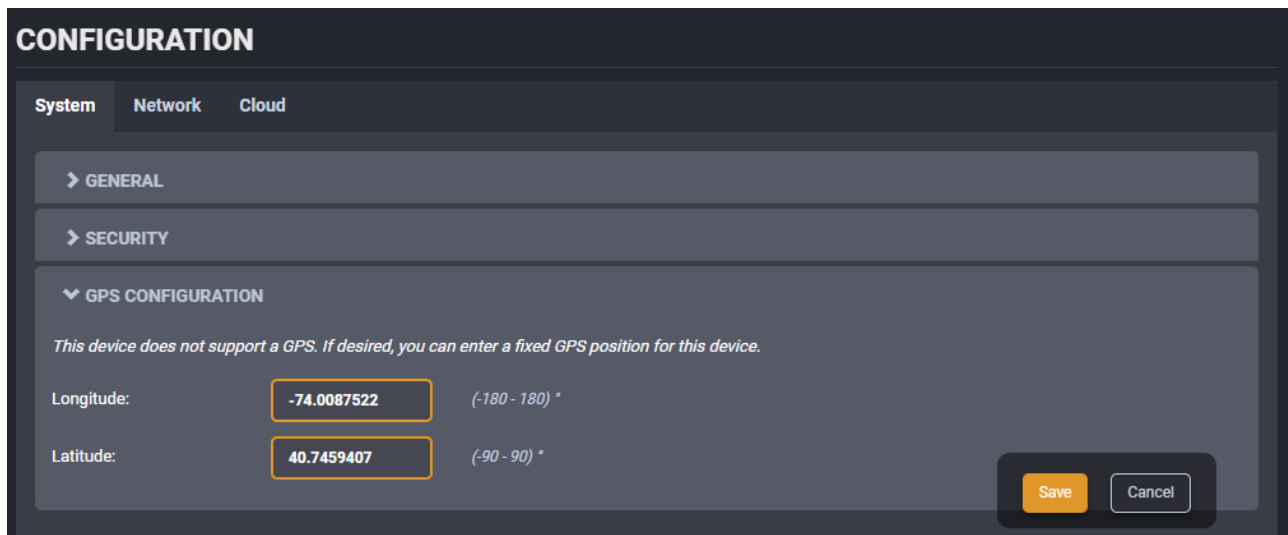 CONFIGURATION
System Network Cloud
GENERAL
SECURITY
GPS CONFIGURATION
This device does not support a GPS. If desired, you can enter a fixed GPS position for this device.
Longitude: -74.0087522 (-180 - 180) °
Latitude: 40.7459407 (-90 - 90) °
Save Cancel